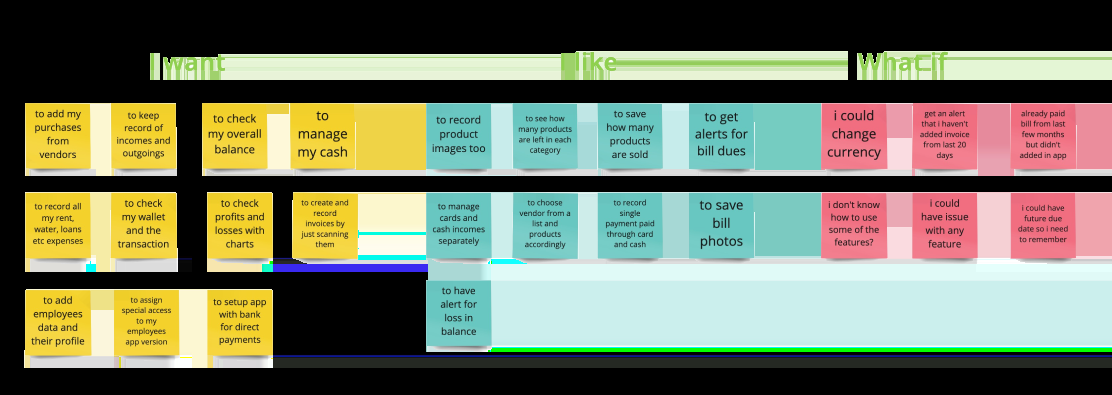 I want
I like
What if
to add my
purchases
from
vendors
to keep
record of
incomes and
outgoings
to check
my overall
balance
to
manage
my cash
to record
product
images too
to see how
many products
are left in each
category
to save
how many
products
are sold
to get
alerts for
bill dues
i could
change
currency
get an alert
that i haven't
added invoice
from last 20
days
already paid
bill from last
few months
but didn't
added in app
to record all
my rent,
water, loans
etc expenses
to check
my wallet
and the
transaction
to check
profits and
losses with
charts
to create and
record
invoices by
just scanning
them
to manage
cards and
cash incomes
separately
to choose
vendor from a
list and
products
accordingly
to record
single
payment paid
through card
and cash
to save
bill
photos
i don't know
how to use
some of the
features?
i could
have issue
with any
feature
i could have
future due
date so i need
to remember
to add
employees
data and
their profile
to assign
special access
to my
employees
app version
to setup app
with bank
for direct
payments
to have
alert for
loss in
balance